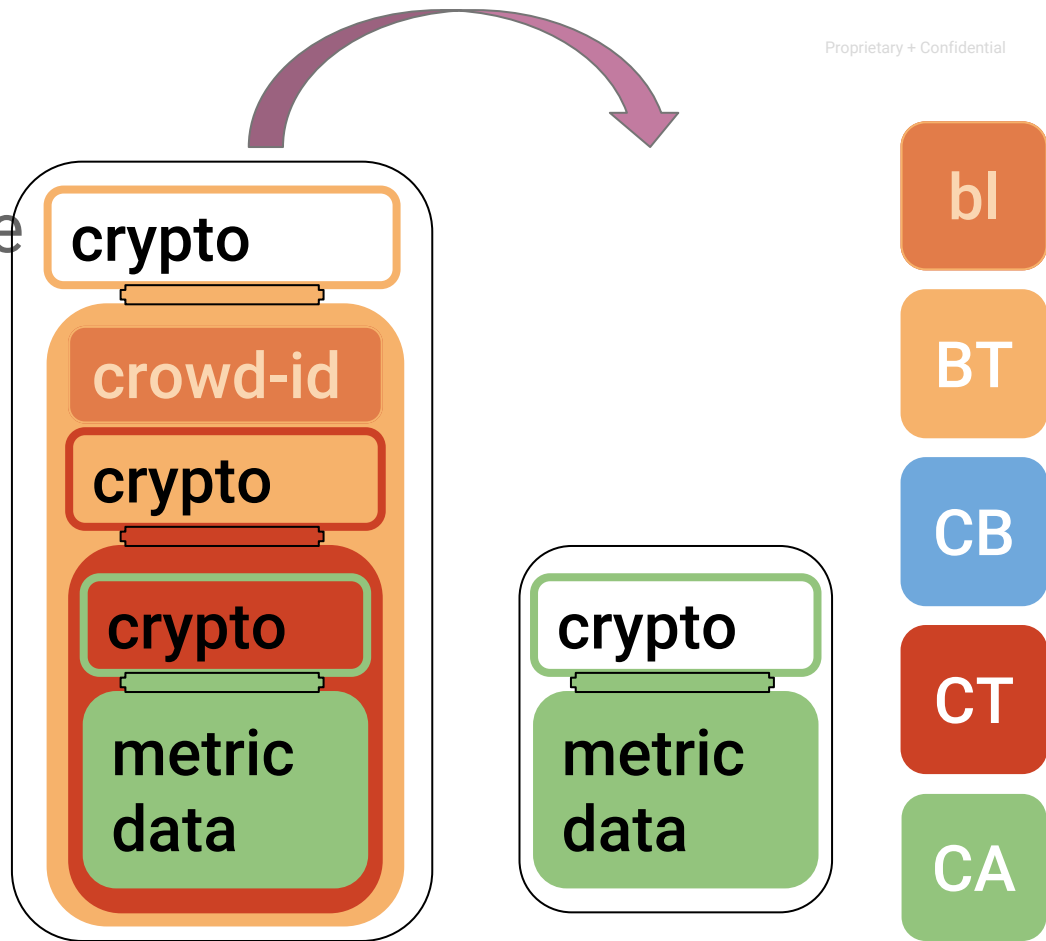 Proprietary + Confidential
e
crypto
crowd-id
crypto
crypto
metric
data
crypto
metric
data
bl
BT
CB
CT
CA